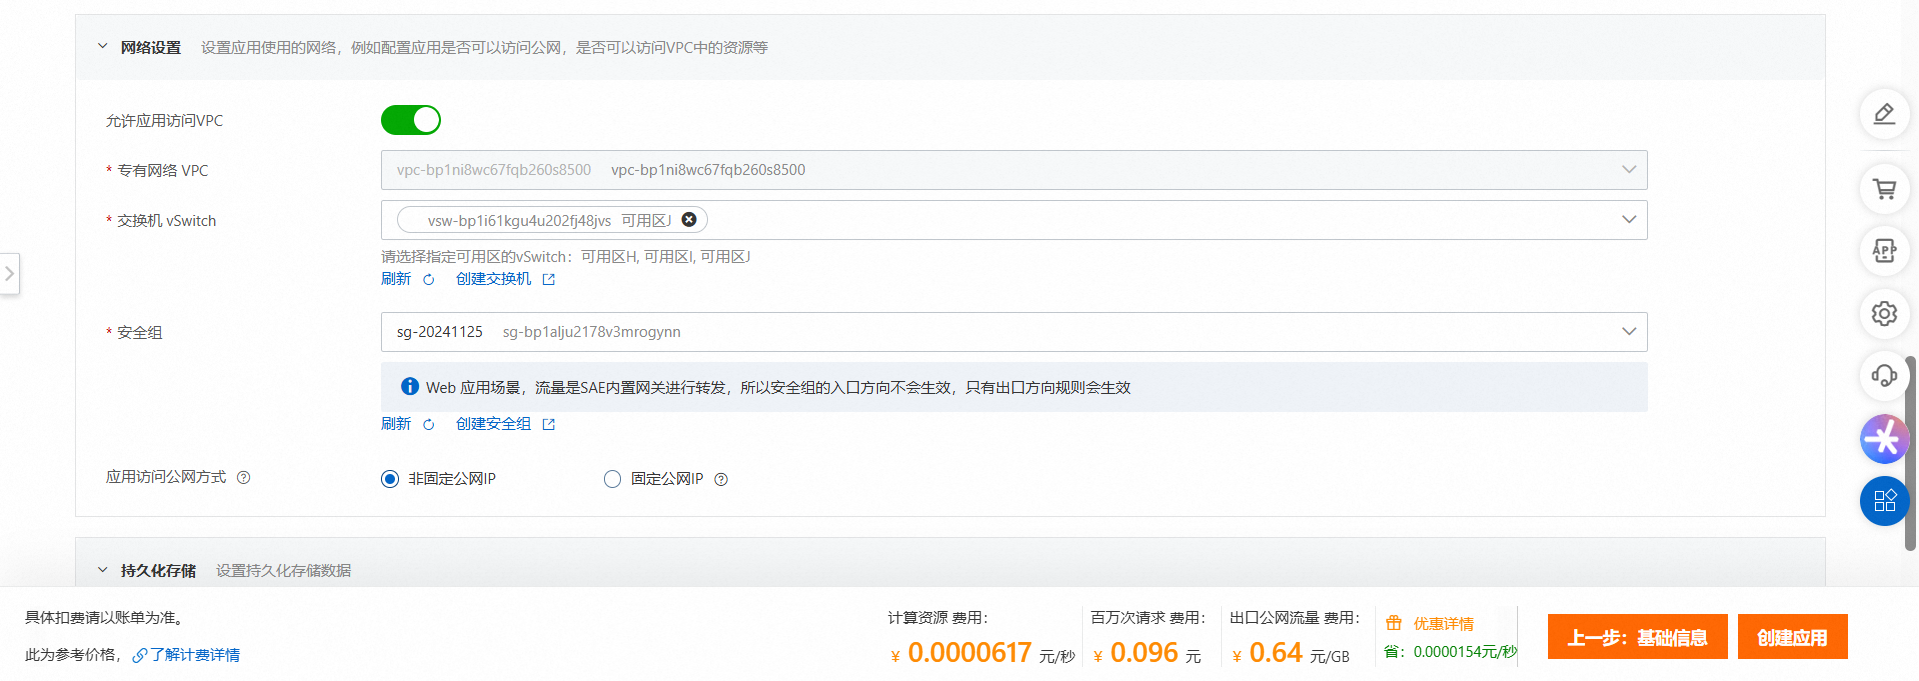 网络设置 设置应用使用的网络，例如配置应用是否可以访问公网，是否可以访问VPC中的资源等
允许应用访问VPC
* 专有网络 VPC vpc-bp1ni8wc67fqb260s8500 vpc-bp1ni8wc67fqb260s8500
* 交换机 vSwitch vsw-bp1i61kgu4u202fj48jvs 可用区J
请选择指定可用区的vSwitch：可用区H, 可用区I, 可用区J
刷新 创建交换机
* 安全组 sg-20241125 sg-bp1alju2178v3mrogynn
Web 应用场景，流量是SAE内置网关进行转发，所以安全组的入口方向不会生效，只有出口方向规则会生效
刷新 创建安全组
应用访问公网方式 非固定公网IP 固定公网IP
持久化存储 设置持久化存储数据
具体扣费请以账单为准。
此为参考价格， 了解计费详情
计算资源 费用：
¥ 0.0000617 元/秒
百万次请求 费用：
¥ 0.096 元
出口公网流量 费用：
¥ 0.64 元/GB
优惠详情
省：0.0000154元/秒
上一步：基础信息
创建应用
APP